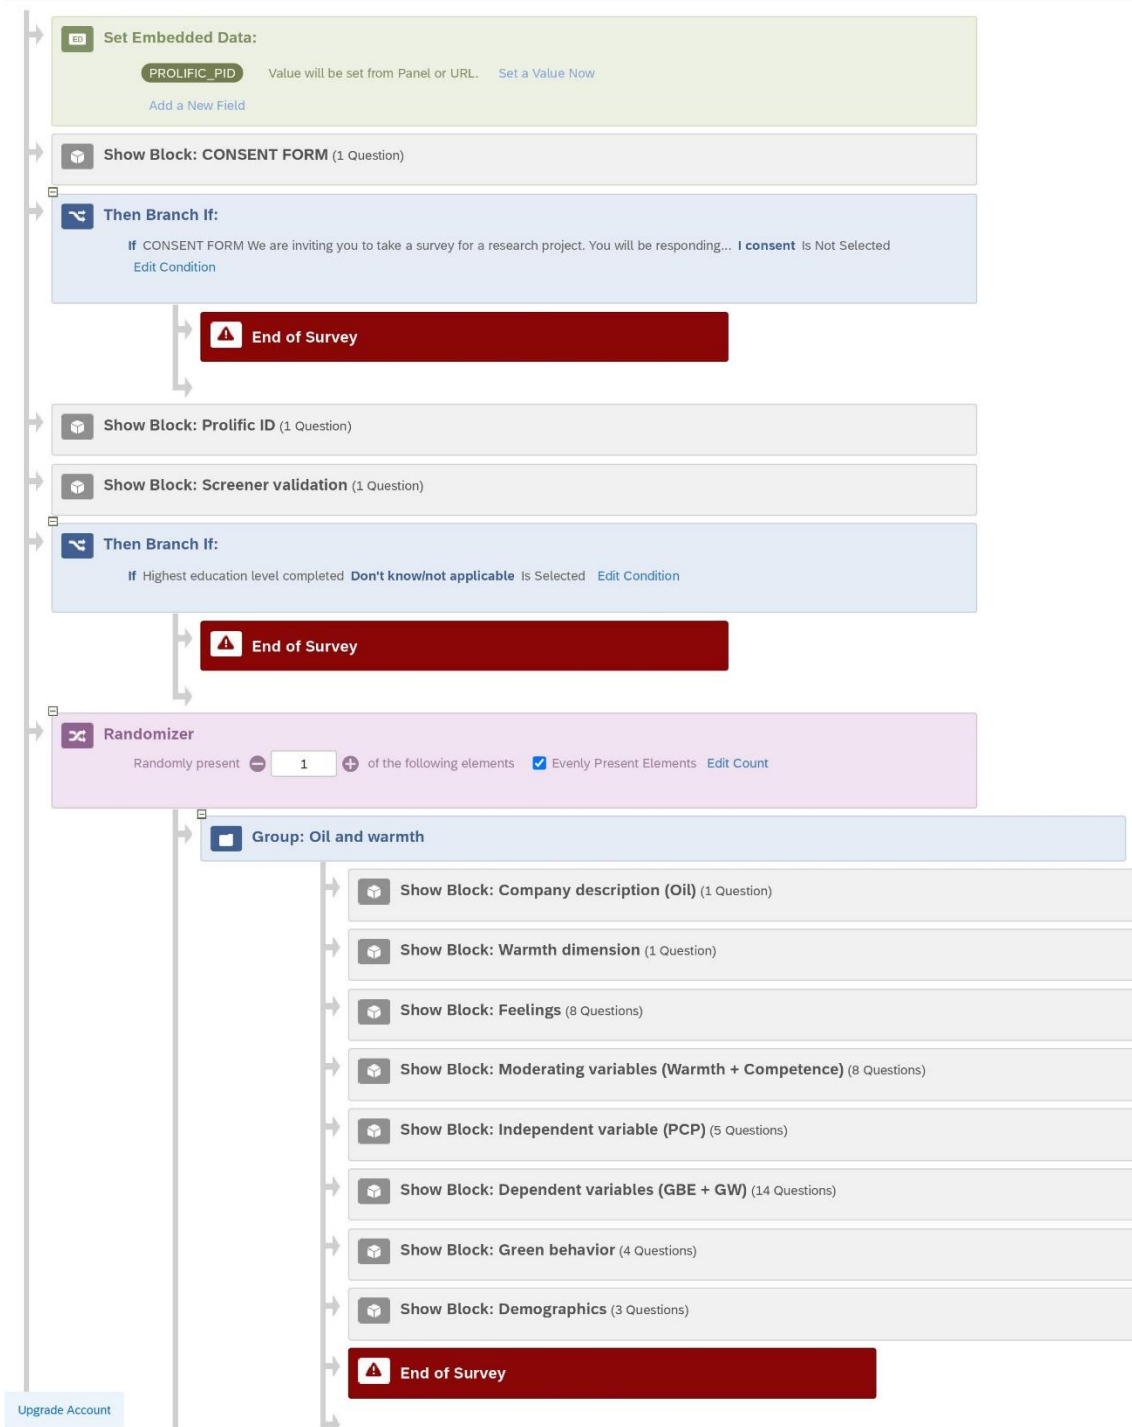 ED Set Embedded Data:
PROLIFIC_PID Value will be set from Panel or URL. Set a Value Now
Add a New Field
Show Block: CONSENT FORM (1 Question)
Then Branch If:
If CONSENT FORM We are inviting you to take a survey for a research project. You will be responding... I consent Is Not Selected
Edit Condition
End of Survey
Show Block: Prolific ID (1 Question)
Show Block: Screener validation (1 Question)
Then Branch If:
If Highest education level completed Don't know/not applicable Is Selected Edit Condition
End of Survey
Randomizer
Randomly present 1 of the following elements Evenly Present Elements Edit Count
Group: Oil and warmth
Show Block: Company description (Oil) (1 Question)
Show Block: Warmth dimension (1 Question)
Show Block: Feelings (8 Questions)
Show Block: Moderating variables (Warmth + Competence) (8 Questions)
Show Block: Independent variable (PCP) (5 Questions)
Show Block: Dependent variables (GBE + GW) (14 Questions)
Show Block: Green behavior (4 Questions)
Show Block: Demographics (3 Questions)
End of Survey
Upgrade Account